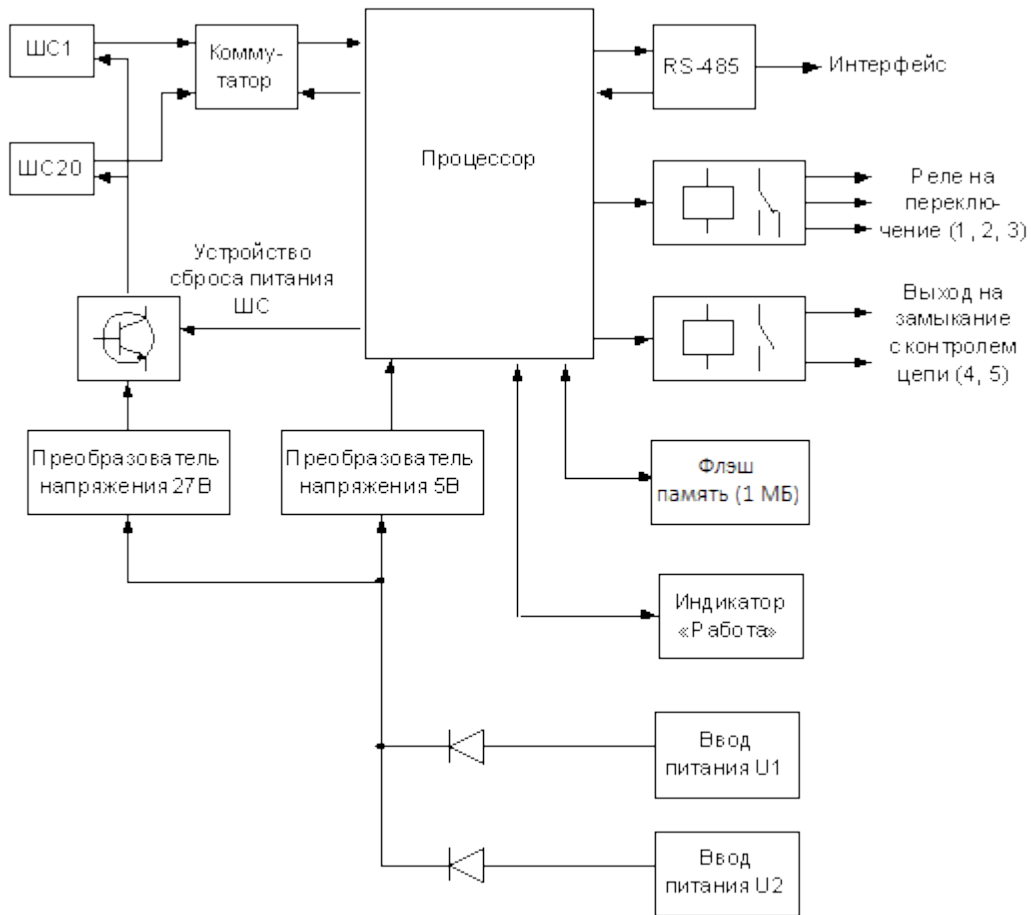 ШС1
Комму-
татор
ШС20
Процессор
RS-485
Интерфейс
Реле на
переклю-
чение (1, 2, 3)
Устройство
сброса питания
ШС
Выход на
замыкание
с контролем
цепи (4, 5)
Преобразователь
напряжения 27В
Преобразователь
напряжения 5В
Флэш
память (1 МБ)
Индикатор
«Работа»
Ввод
питания U1
Ввод
питания U2